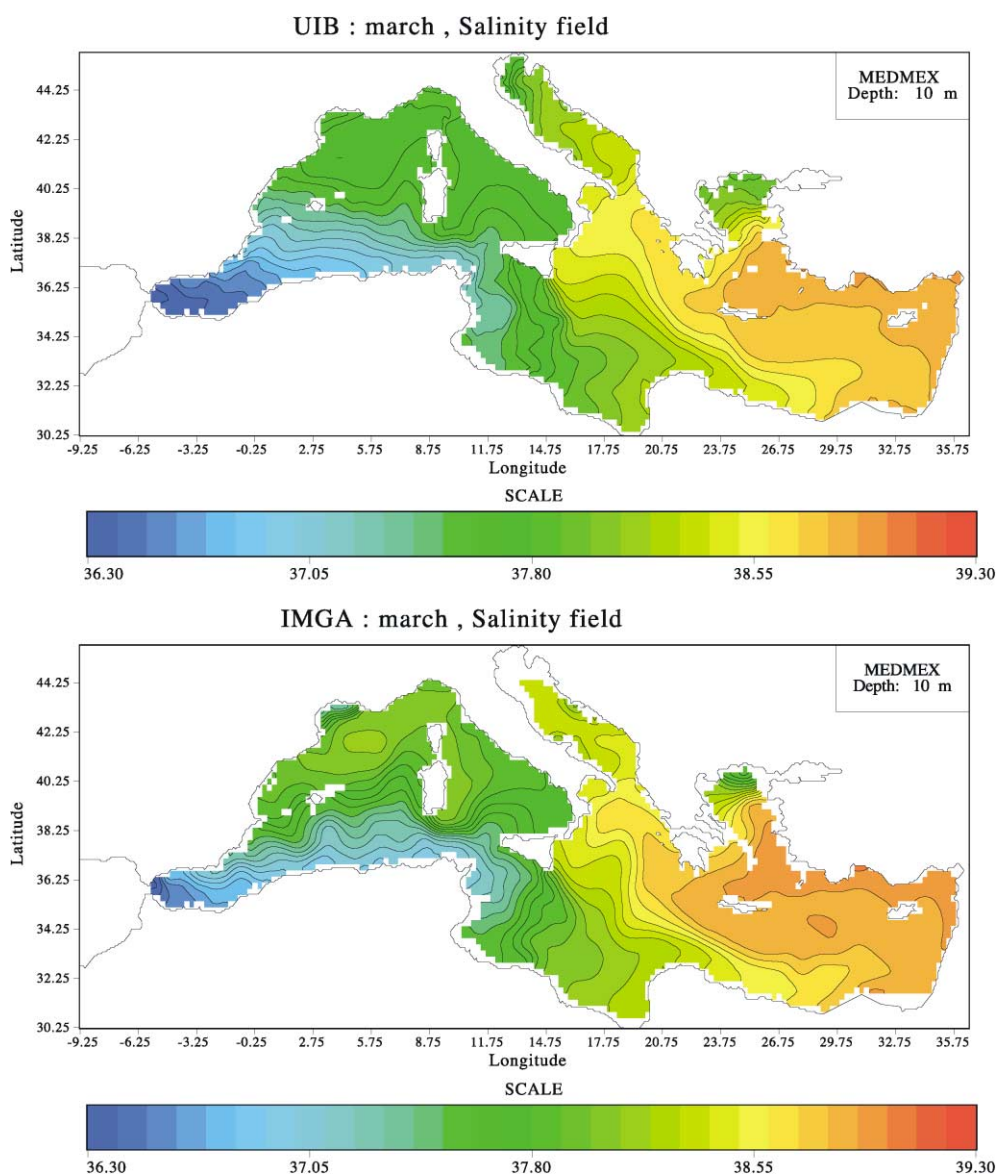 UIB : march , Salinity field
MEDMEX
Depth: 10 m
44.25
42.25
40.25
38.25
36.25
34.25
32.25
30.25
Latitude
-9.25 -6.25 -3.25 -0.25 2.75 5.75 8.75 11.75 14.75 17.75 20.75 23.75 26.75 29.75 32.75 35.75
Longitude
SCALE
36.30 37.05 37.80 38.55 39.30
IMGA : march , Salinity field
MEDMEX
Depth: 10 m
44.25
42.25
40.25
38.25
36.25
34.25
32.25
30.25
Latitude
-9.25 -6.25 -3.25 -0.25 2.75 5.75 8.75 11.75 14.75 17.75 20.75 23.75 26.75 29.75 32.75 35.75
Longitude
SCALE
36.30 37.05 37.80 38.55 39.30